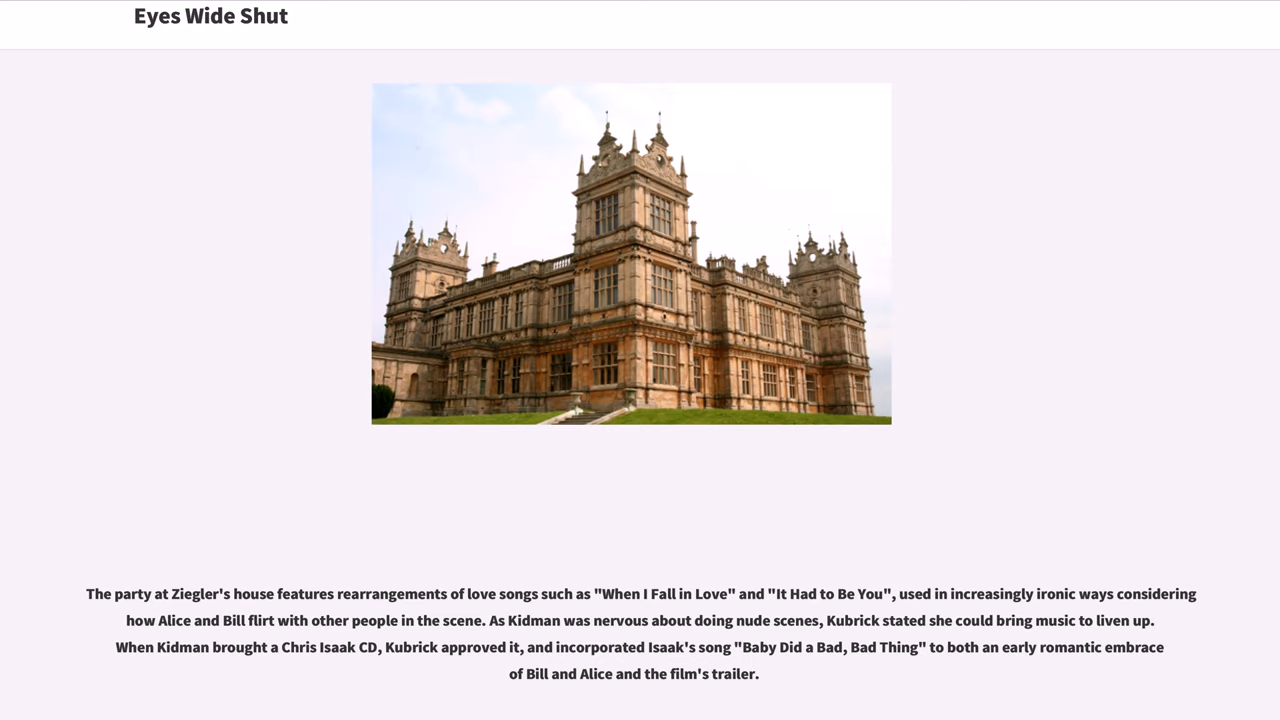 Eyes Wide Shut
The party at Ziegler's house features rearrangements of love songs such as "When I Fall in Love" and "It Had to Be You", used in increasingly ironic ways considering
how Alice and Bill flirt with other people in the scene. As Kidman was nervous about doing nude scenes, Kubrick stated she could bring music to liven up.
When Kidman brought a Chris Isaak CD, Kubrick approved it, and incorporated Isaak's song "Baby Did a Bad, Bad Thing" to both an early romantic embrace
of Bill and Alice and the film's trailer.